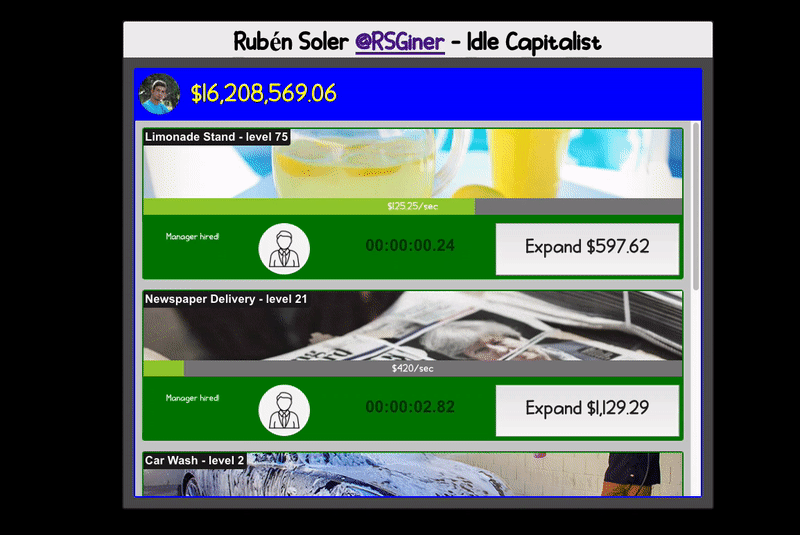 Rubén Soler @RSGiner - Idle Capitalist
$16,208,569.06
Limonade Stand - level 75
$125.25/sec
Manager hired!
00:00:00.24
Expand $597.62
Newspaper Delivery - level 21
$420/sec
Manager hired!
00:00:02.82
Expand $1,129.29
Car Wash - level 2